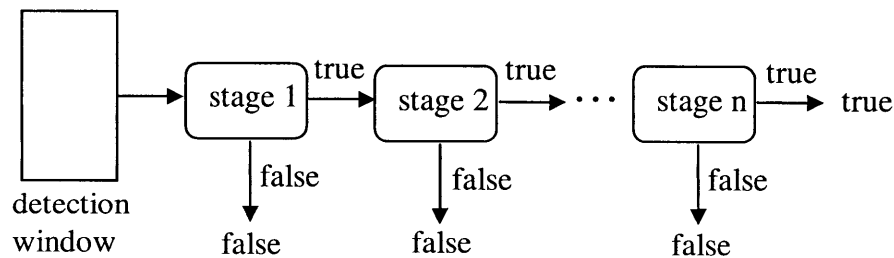 true true true
stage 1 stage 2 ... stage n true
false false false
detection
window false false false